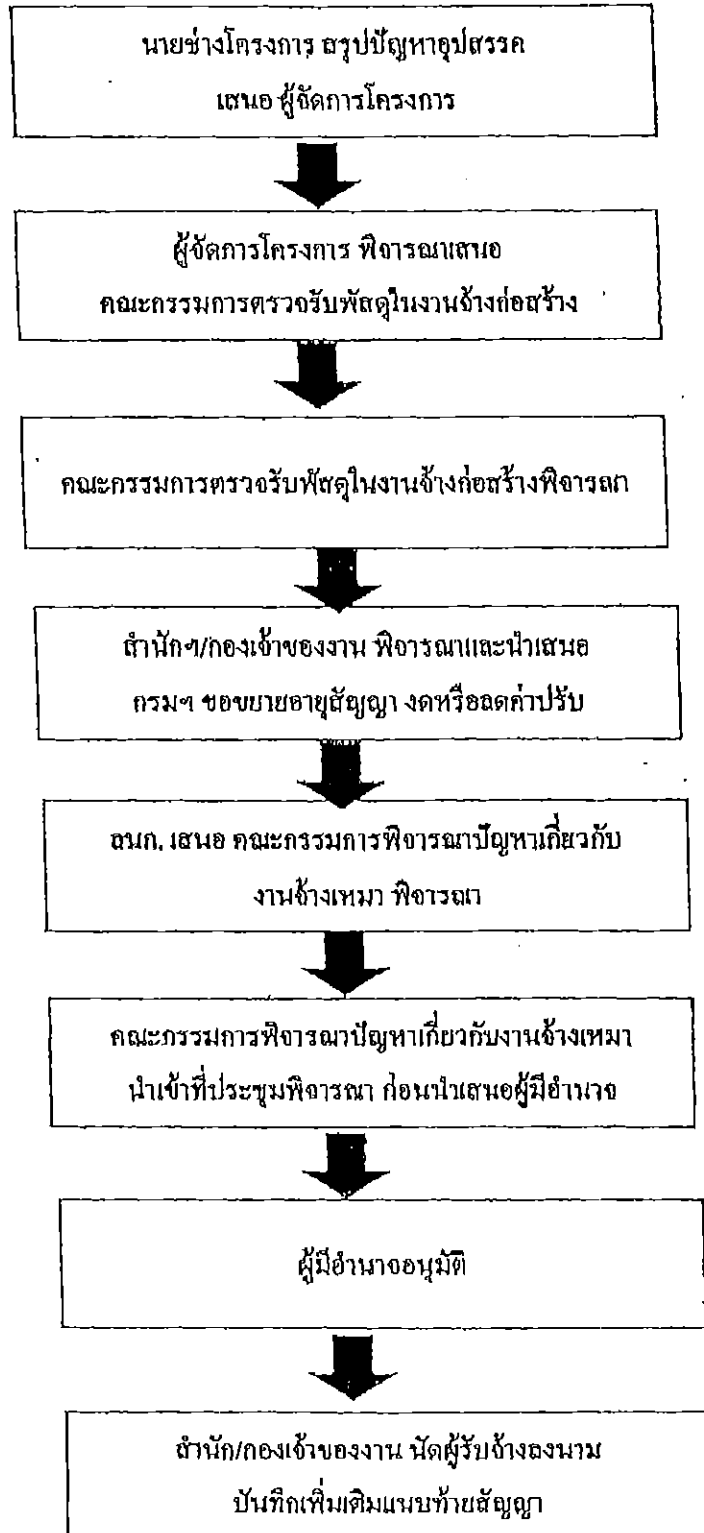 นายช่างโครงการ สรุปปัญหาอุปสรรค
เสนอ ผู้จัดการโครงการ
ผู้จัดการโครงการ พิจารณาเสนอ
คณะกรรมการตรวจรับพัสดุในงานจ้างก่อสร้าง
คณะกรรมการตรวจรับพัสดุในงานจ้างก่อสร้างพิจารณา
สำนักฯ/กองเจ้าของงาน พิจารณาและนำเสนอ
กรมฯ ขอขยายอายุสัญญา งดหรือลดค่าปรับ
สนก. เสนอ คณะกรรมการพิจารณาปัญหาเกี่ยวกับ
งานจ้างเหมา พิจารณา
คณะกรรมการพิจารณาปัญหาเกี่ยวกับงานจ้างเหมา
นำเข้าที่ประชุมพิจารณา ก่อนนำเสนอผู้มีอำนาจ
ผู้มีอำนาจอนุมัติ
สำนัก/กองเจ้าของงาน นัดผู้รับจ้างลงนาม
บันทึกเพิ่มเติมแนบท้ายสัญญา